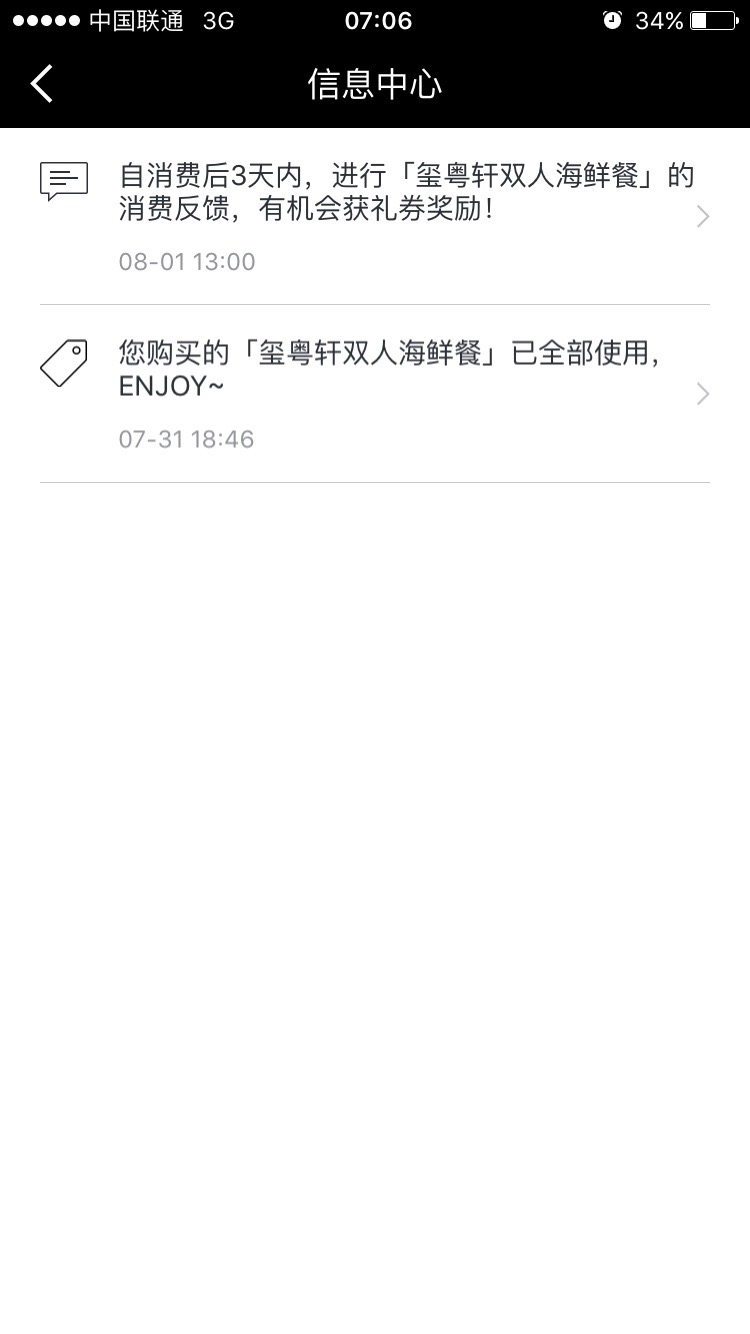 中国联通 3G 07:06 34%
信息中心
自消费后3天内，进行「玺粤轩双人海鲜餐」的
消费反馈，有机会获礼券奖励！
08-01 13:00
您购买的「玺粤轩双人海鲜餐」已全部使用，
ENJOY~
07-31 18:46